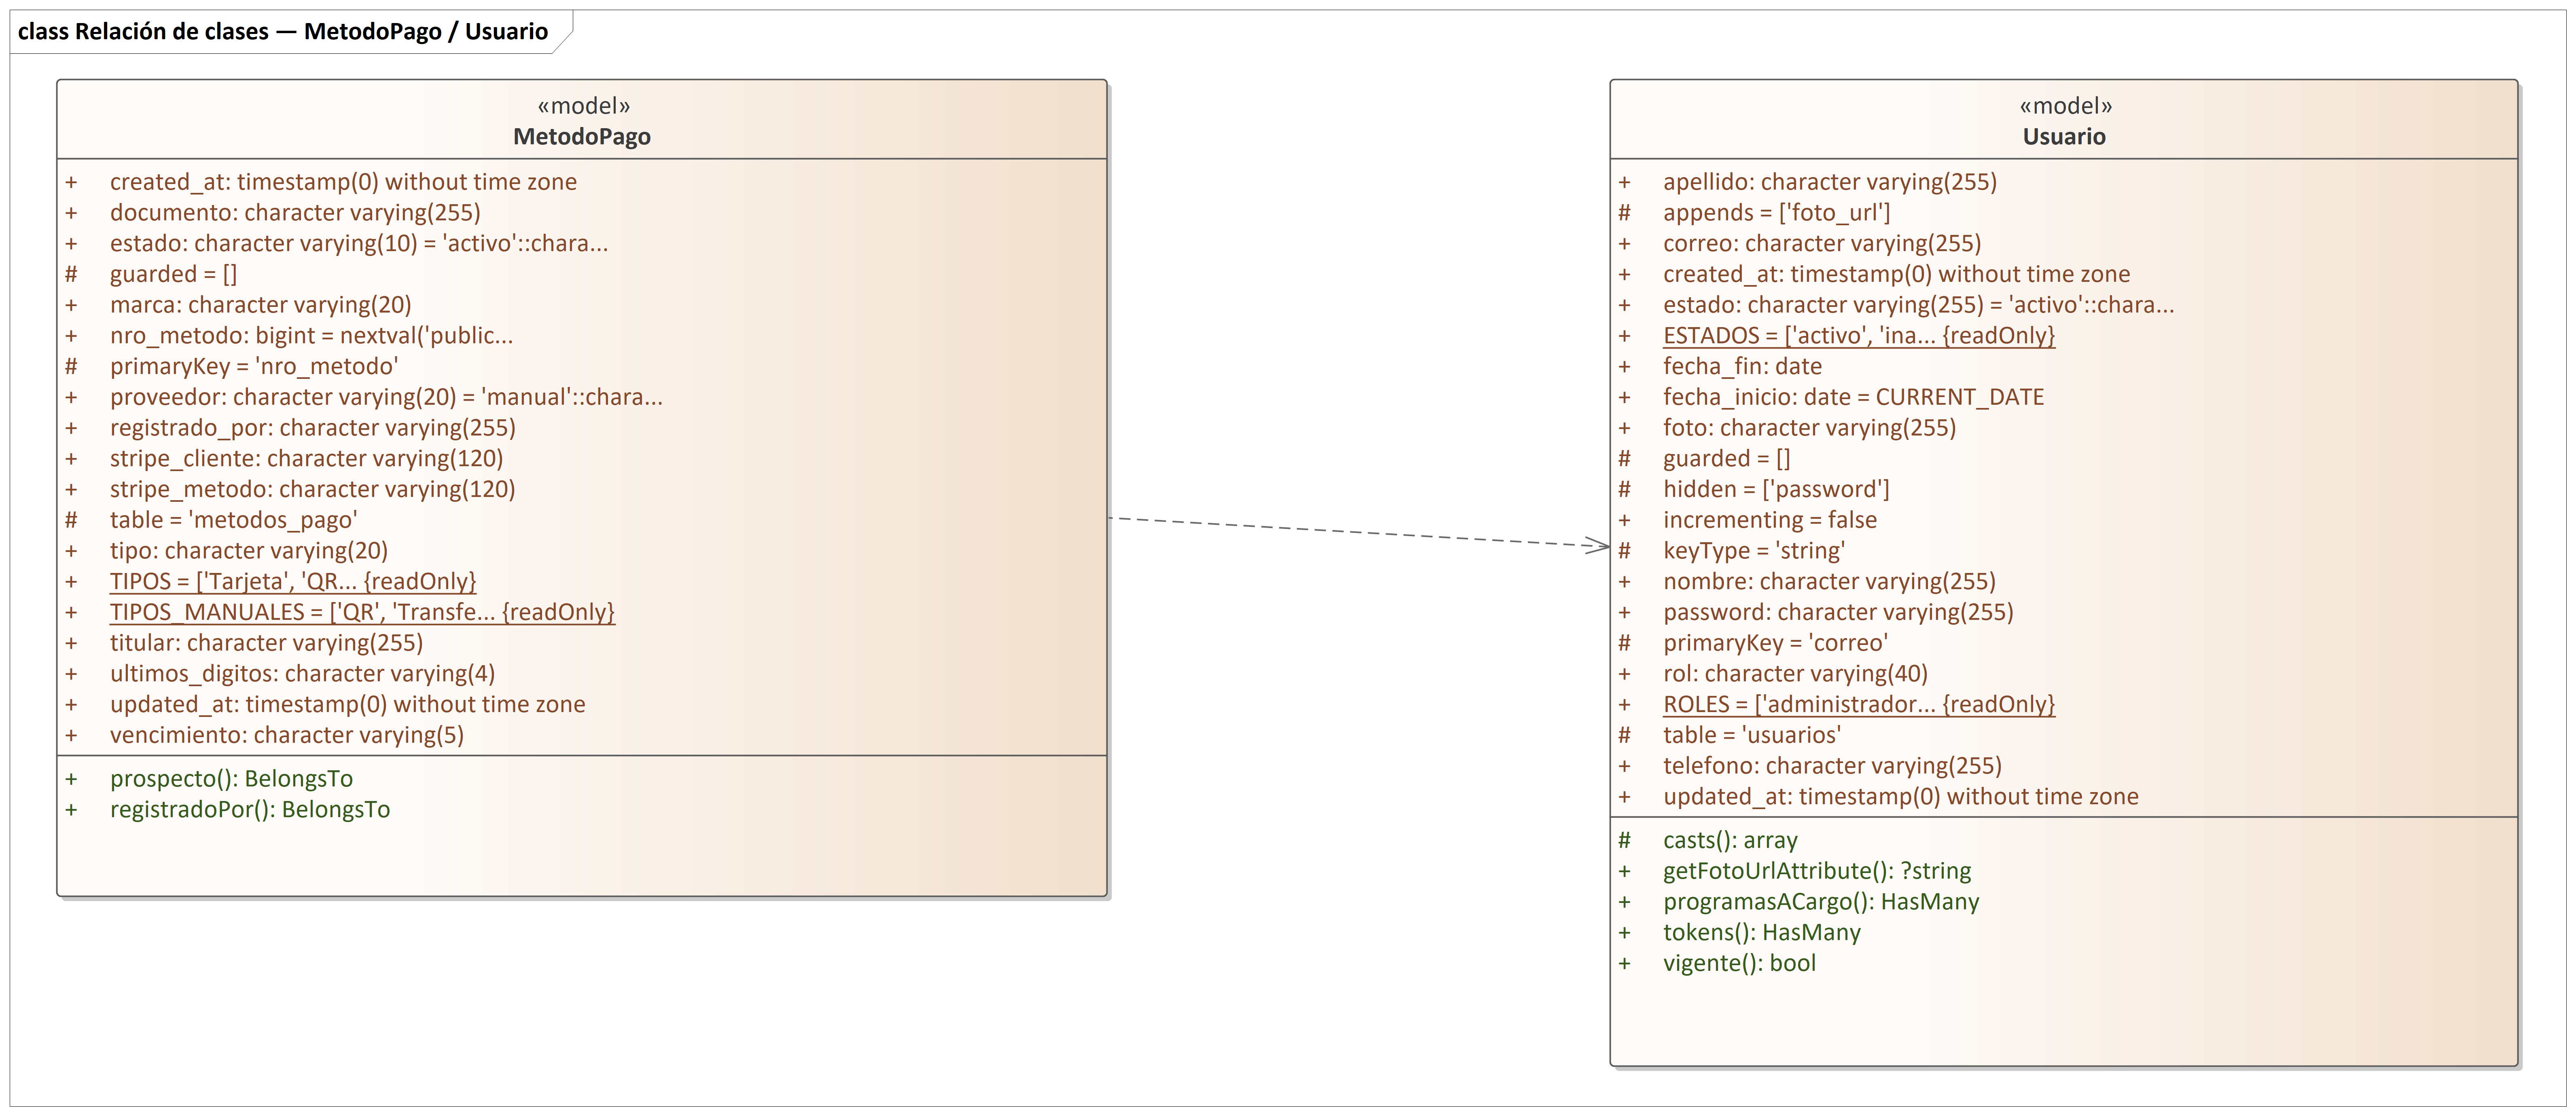 class Relación de clases — MetodoPago / Usuario
«model»
MetodoPago
+ created_at: timestamp(0) without time zone
+ documento: character varying(255)
+ estado: character varying(10) = 'activo'::chara...
# guarded = []
+ marca: character varying(20)
+ nro_metodo: bigint = nextval('public...
# primaryKey = 'nro_metodo'
+ proveedor: character varying(20) = 'manual'::chara...
+ registrado_por: character varying(255)
+ stripe_cliente: character varying(120)
+ stripe_metodo: character varying(120)
# table = 'metodos_pago'
+ tipo: character varying(20)
+ TIPOS = ['Tarjeta', 'QR... {readOnly}
+ TIPOS_MANUALES = ['QR', 'Transfe... {readOnly}
+ titular: character varying(255)
+ ultimos_digitos: character varying(4)
+ updated_at: timestamp(0) without time zone
+ vencimiento: character varying(5)
+ prospecto(): BelongsTo
+ registradoPor(): BelongsTo
«model»
Usuario
+ apellido: character varying(255)
# appends = ['foto_url']
+ correo: character varying(255)
+ created_at: timestamp(0) without time zone
+ estado: character varying(255) = 'activo'::chara...
+ ESTADOS = ['activo', 'ina... {readOnly}
+ fecha_fin: date
+ fecha_inicio: date = CURRENT_DATE
+ foto: character varying(255)
# guarded = []
# hidden = ['password']
+ incrementing = false
# keyType = 'string'
+ nombre: character varying(255)
+ password: character varying(255)
# primaryKey = 'correo'
+ rol: character varying(40)
+ ROLES = ['administrador... {readOnly}
# table = 'usuarios'
+ telefono: character varying(255)
+ updated_at: timestamp(0) without time zone
# casts(): array
+ getFotoUrlAttribute(): ?string
+ programasACargo(): HasMany
+ tokens(): HasMany
+ vigente(): bool